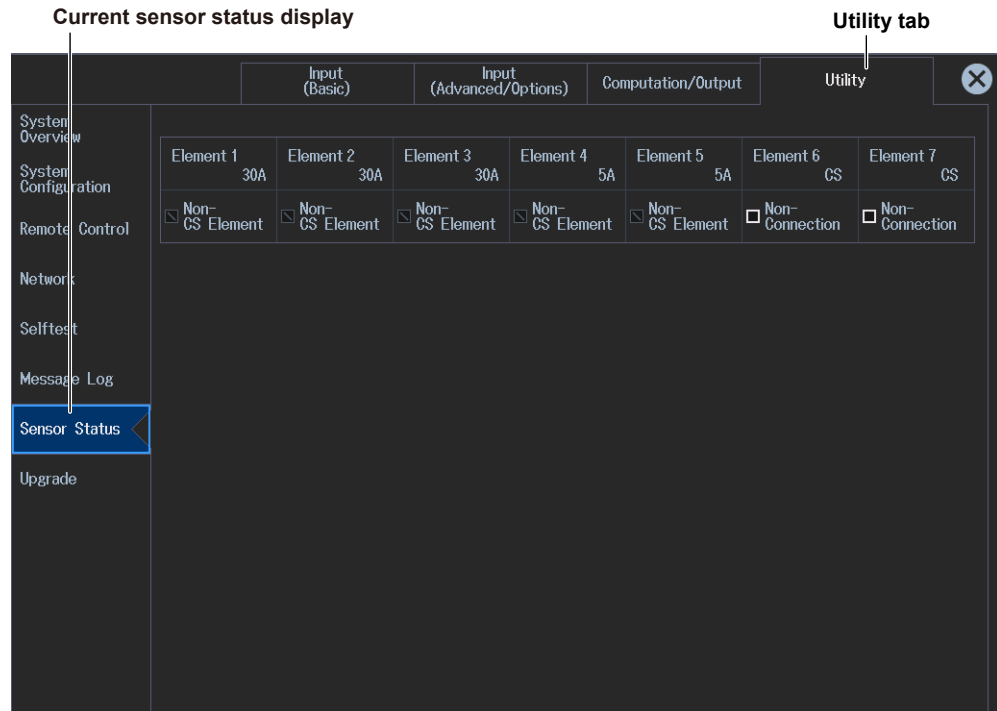 Current sensor status display
Utility tab
Input
(Basic)
Input
(Advanced/Options)
Computation/Output
Utility
System
Overview
System
Configuration
Remote Control
Network
Selftest
Message Log
Sensor Status
Upgrade
Element 1
30A
Element 2
30A
Element 3
30A
Element 4
5A
Element 5
5A
Element 6
CS
Element 7
CS
Non-
CS Element
Non-
CS Element
Non-
CS Element
Non-
CS Element
Non-
CS Element
Non-
Connection
Non-
Connection